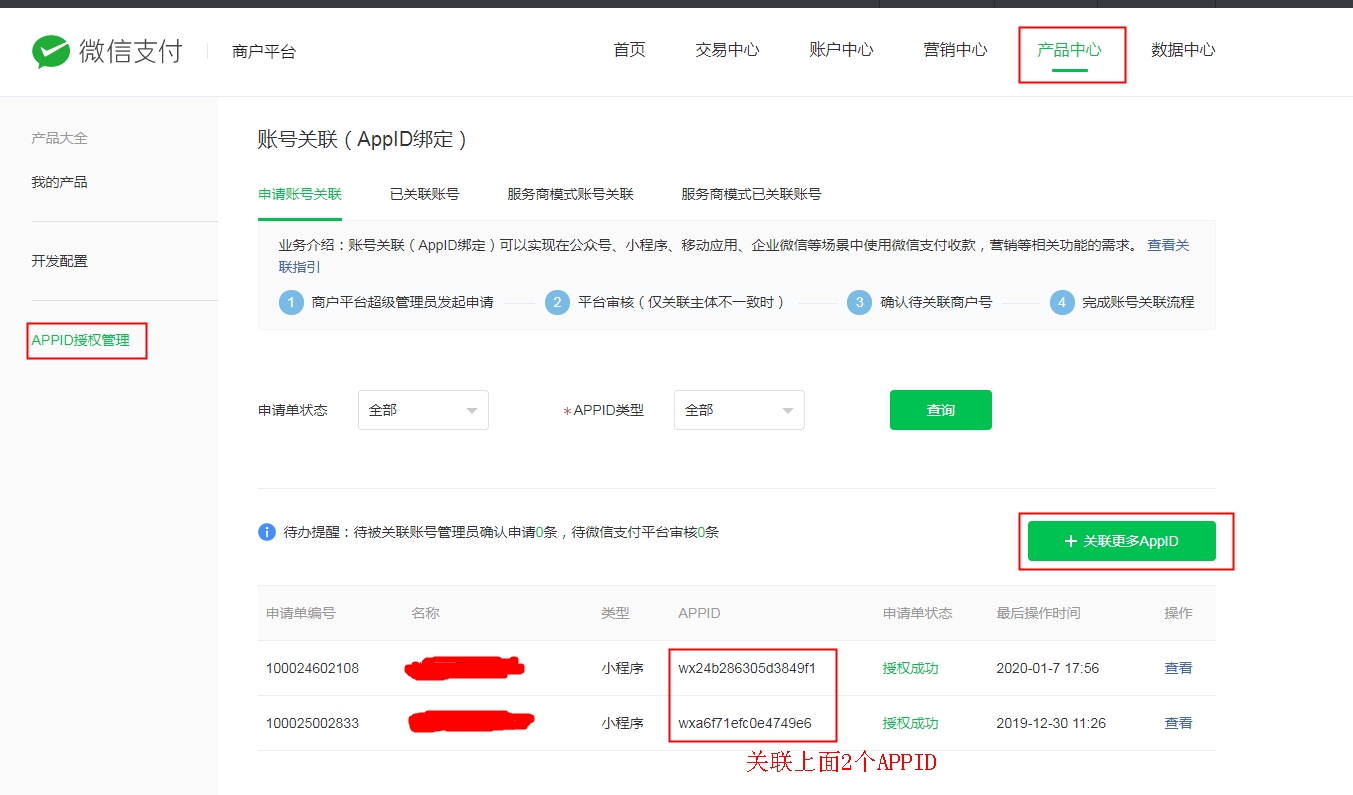 微信支付 商户平台 首页 交易中心 账户中心 营销中心 产品中心 数据中心
产品大全
我的产品
开发配置
APPID授权管理
账号关联（AppID绑定）
申请账号关联 已关联账号 服务商模式账号关联 服务商模式已关联账号
业务介绍：账号关联（AppID绑定）可以实现在公众号、小程序、移动应用、企业微信等场景中使用微信支付收款，营销等相关功能的需求。 查看关
联指引
1 商户平台超级管理员发起申请 2 平台审核（仅关联主体不一致时） 3 确认待关联商户号 4 完成账号关联流程
申请单状态 全部 *APPID类型 全部 查询
待办提醒：待被关联账号管理员确认申请0条，待微信支付平台审核0条
+ 关联更多AppID
申请单编号 名称 类型 APPID 申请单状态 最后操作时间 操作
100024602108 小程序 wx24b286305d3849f1 授权成功 2020-01-7 17:56 查看
100025002833 小程序 wxa6f71efc0e4749e6 授权成功 2019-12-30 11:26 查看
关联上面2个APPID